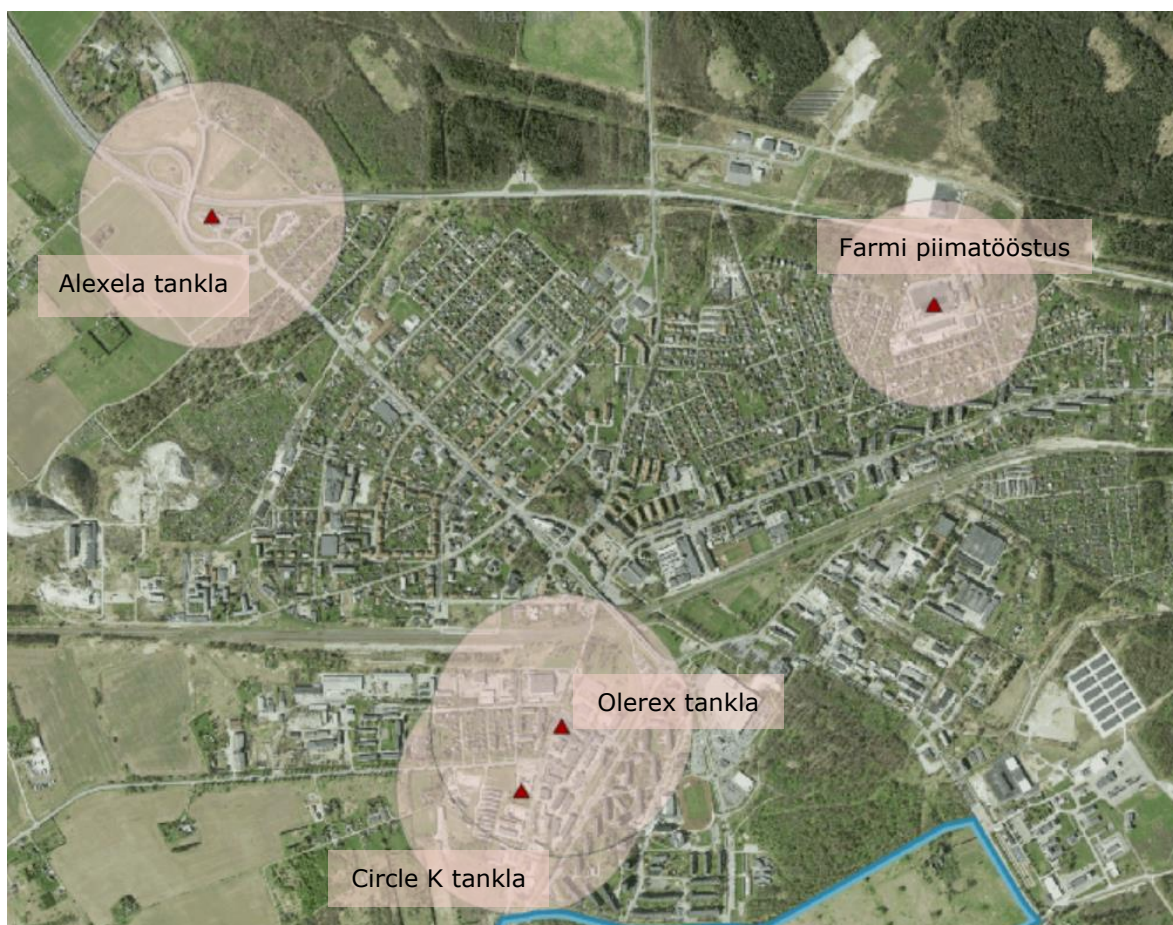 Farmi piimatööstus
Alexela tankla
Olerex tankla
Circle K tankla